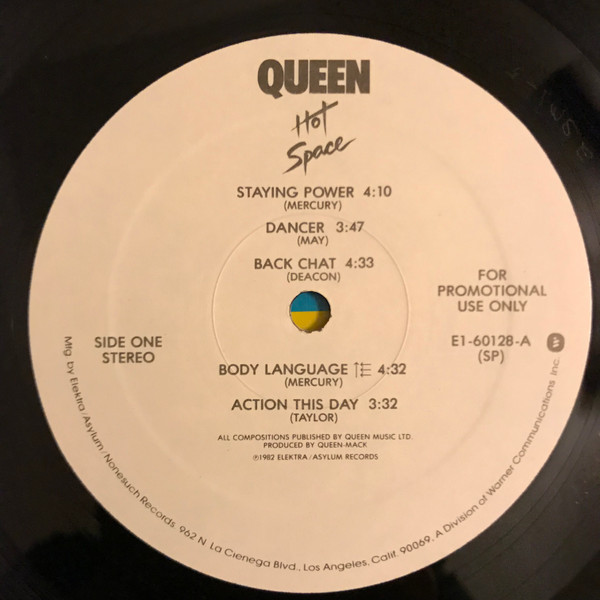 QUEEN
Hot
Space
STAYING POWER 4:10
(MERCURY)
DANCER 3:47
(MAY)
BACK CHAT 4:33
(DEACON)
FOR
PROMOTIONAL
USE ONLY
SIDE ONE
STEREO
E1-60128-A
(SP)
BODY LANGUAGE 4:32
(MERCURY)
ACTION THIS DAY 3:32
(TAYLOR)
ALL COMPOSITIONS PUBLISHED BY QUEEN MUSIC LTD.
PRODUCED BY QUEEN-MACK
℗1982 ELEKTRA/ASYLUM RECORDS
Mfg. by Elektra/Asylum/Nonesuch Records 962 N. La Cienega Blvd., Los Angeles, Calif. 90069, A Division of Warner Communications Inc.